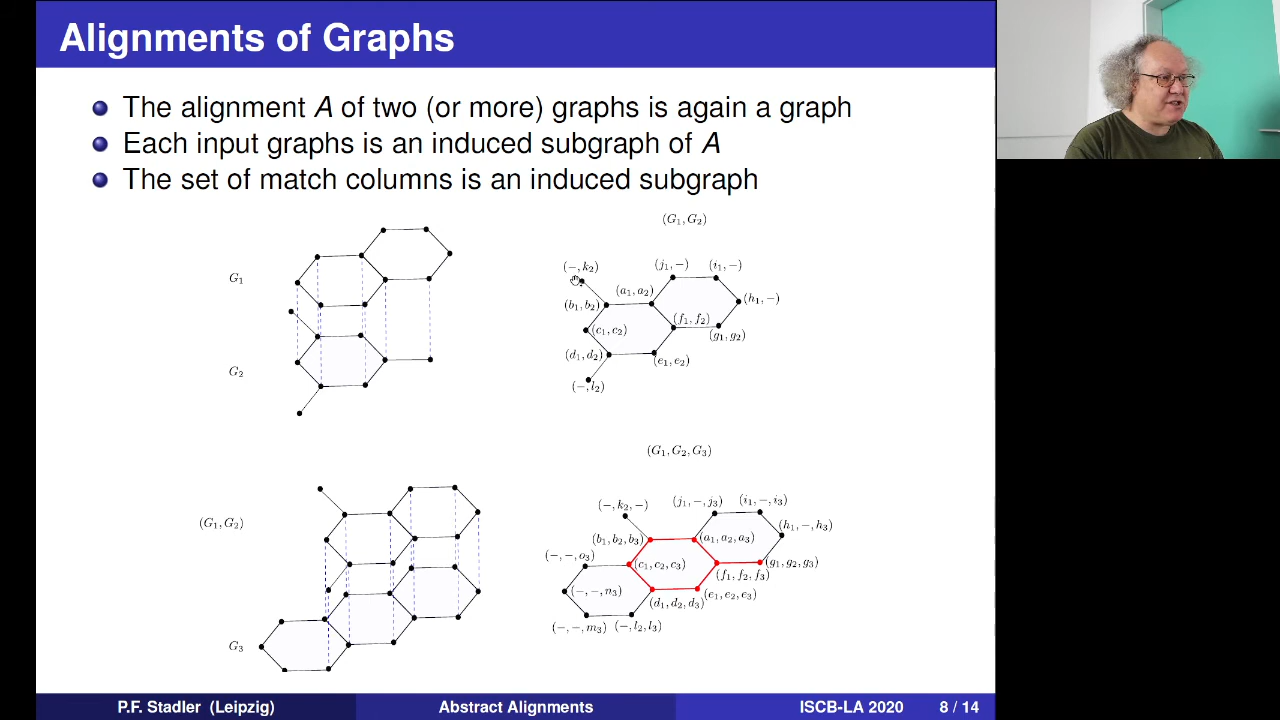 Alignments of Graphs
The alignment A of two (or more) graphs is again a graph
Each input graphs is an induced subgraph of A
The set of match columns is an induced subgraph
G₁
G₂
(G₁, G₂)
(−, k₂)
(j₁, −)
(i₁, −)
(a₁, a₂)
(b₁, b₂)
(h₁, −)
(f₁, f₂)
(c₁, c₂)
(g₁, g₂)
(d₁, d₂)
(e₁, e₂)
(−, l₂)
(G₁, G₂)
G₃
(G₁, G₂, G₃)
(−, k₂, −)
(j₁, −, j₃)
(i₁, −, i₃)
(h₁, −, h₃)
(b₁, b₂, b₃)
(a₁, a₂, a₃)
(−, −, o₃)
(c₁, c₂, c₃)
(g₁, g₂, g₃)
(f₁, f₂, f₃)
(−, −, n₃)
(e₁, e₂, e₃)
(d₁, d₂, d₃)
(−, −, m₃)
(−, l₂, l₃)
P.F. Stadler (Leipzig)
Abstract Alignments
ISCB-LA 2020
8 / 14